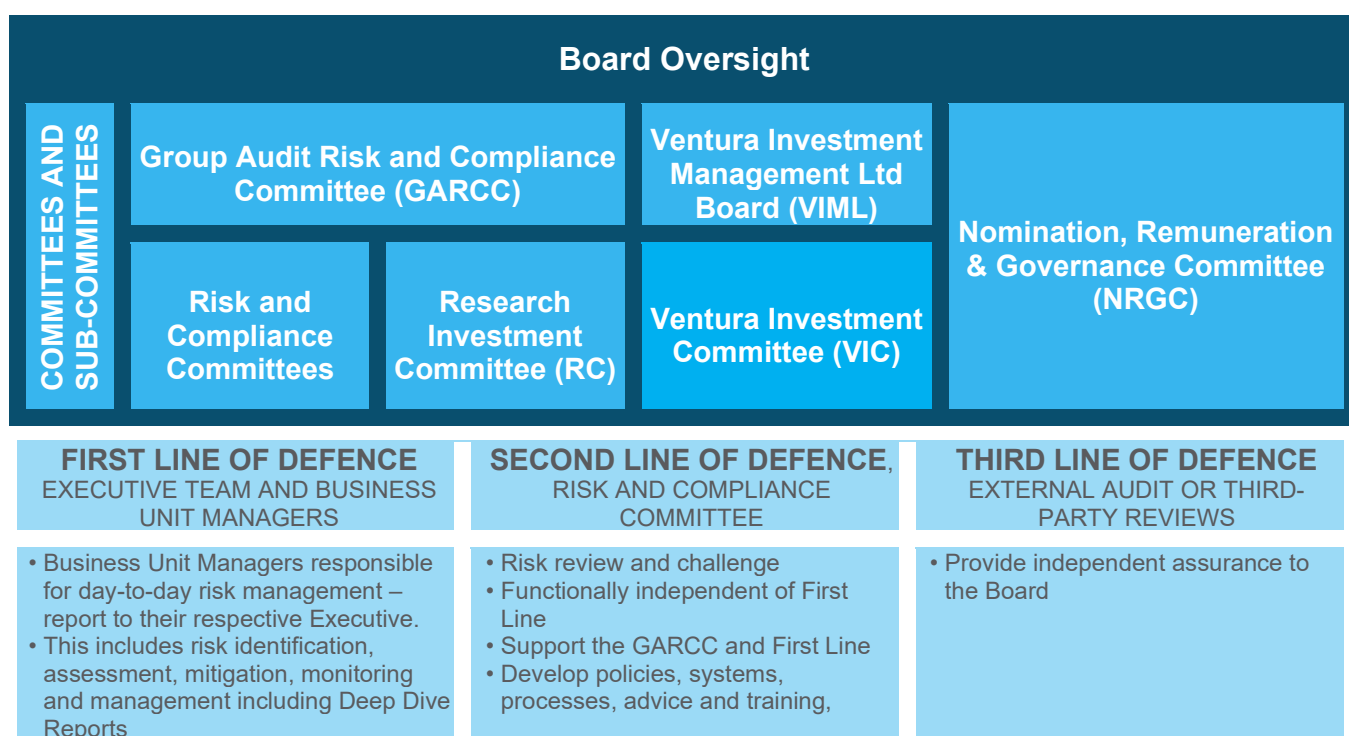 Board Oversight
COMMITTEES AND
SUB-COMMITTEES
Group Audit Risk and Compliance
Committee (GARCC)
Ventura Investment
Management Ltd
Board (VIML)
Nomination, Remuneration
& Governance Committee
(NRGC)
Risk and
Compliance
Committees
Research
Investment
Committee (RC)
Ventura Investment
Committee (VIC)
FIRST LINE OF DEFENCE
EXECUTIVE TEAM AND BUSINESS
UNIT MANAGERS
SECOND LINE OF DEFENCE,
RISK AND COMPLIANCE
COMMITTEE
THIRD LINE OF DEFENCE
EXTERNAL AUDIT OR THIRD-
PARTY REVIEWS
• Business Unit Managers responsible
for day-to-day risk management –
report to their respective Executive.
• This includes risk identification,
assessment, mitigation, monitoring
and management including Deep Dive
Reports
• Risk review and challenge
• Functionally independent of First
Line
• Support the GARCC and First Line
• Develop policies, systems,
processes, advice and training,
• Provide independent assurance to
the Board